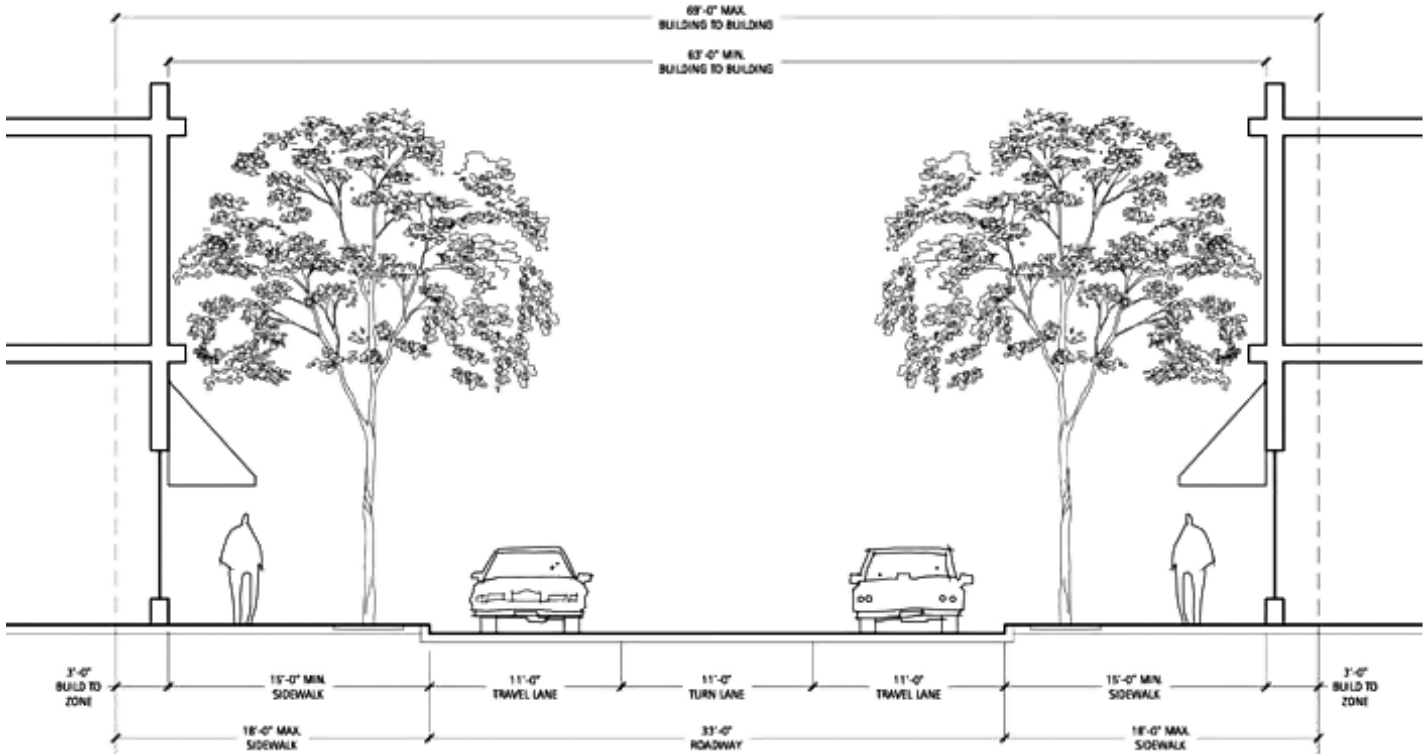 69'-0" MAX.
BUILDING TO BUILDING
63'-0" MIN.
BUILDING TO BUILDING
3'-0"
BUILD TO
ZONE
15'-0" MIN.
SIDEWALK
11'-0"
TRAVEL LANE
11'-0"
TURN LANE
11'-0"
TRAVEL LANE
15'-0" MIN.
SIDEWALK
3'-0"
BUILD TO
ZONE
18'-0" MAX.
SIDEWALK
33'-0"
ROADWAY
18'-0" MAX.
SIDEWALK